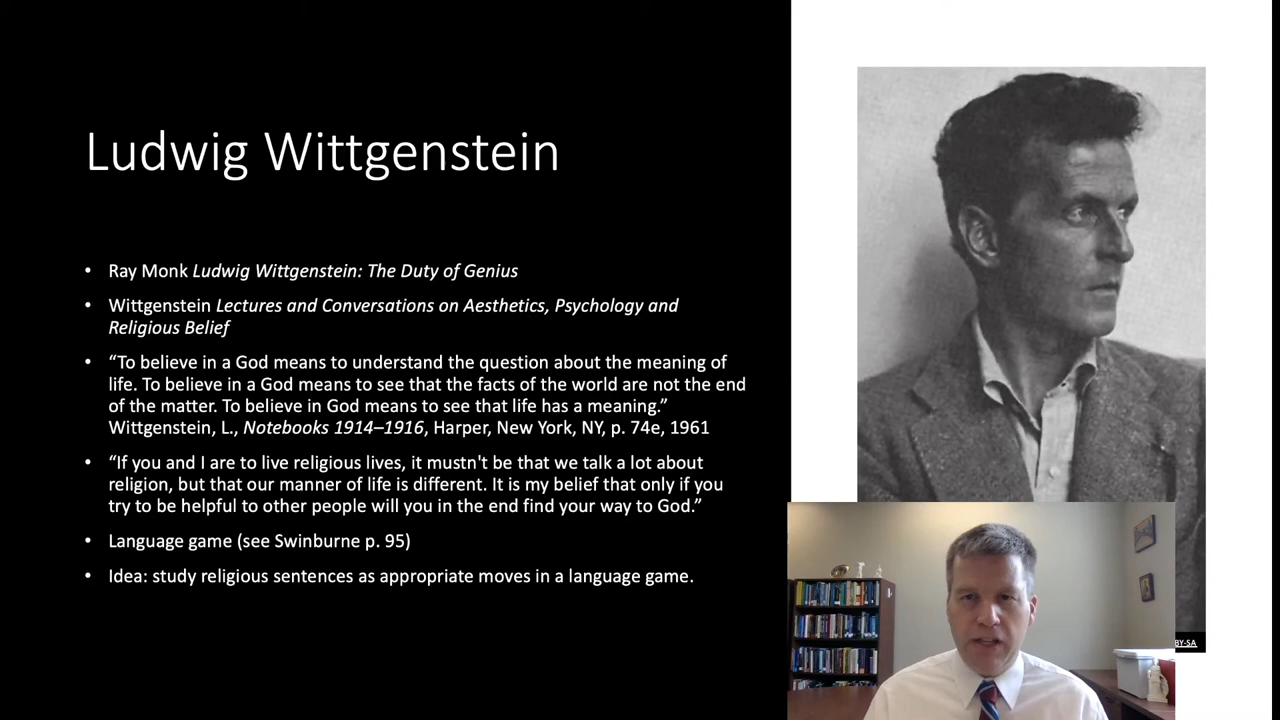 Ludwig Wittgenstein
• Ray Monk Ludwig Wittgenstein: The Duty of Genius
• Wittgenstein Lectures and Conversations on Aesthetics, Psychology and
Religious Belief
• “To believe in a God means to understand the question about the meaning of
life. To believe in a God means to see that the facts of the world are not the end
of the matter. To believe in God means to see that life has a meaning.”
Wittgenstein, L., Notebooks 1914–1916, Harper, New York, NY, p. 74e, 1961
• “If you and I are to live religious lives, it mustn't be that we talk a lot about
religion, but that our manner of life is different. It is my belief that only if you
try to be helpful to other people will you in the end find your way to God.”
• Language game (see Swinburne p. 95)
• Idea: study religious sentences as appropriate moves in a language game.
BY-SA